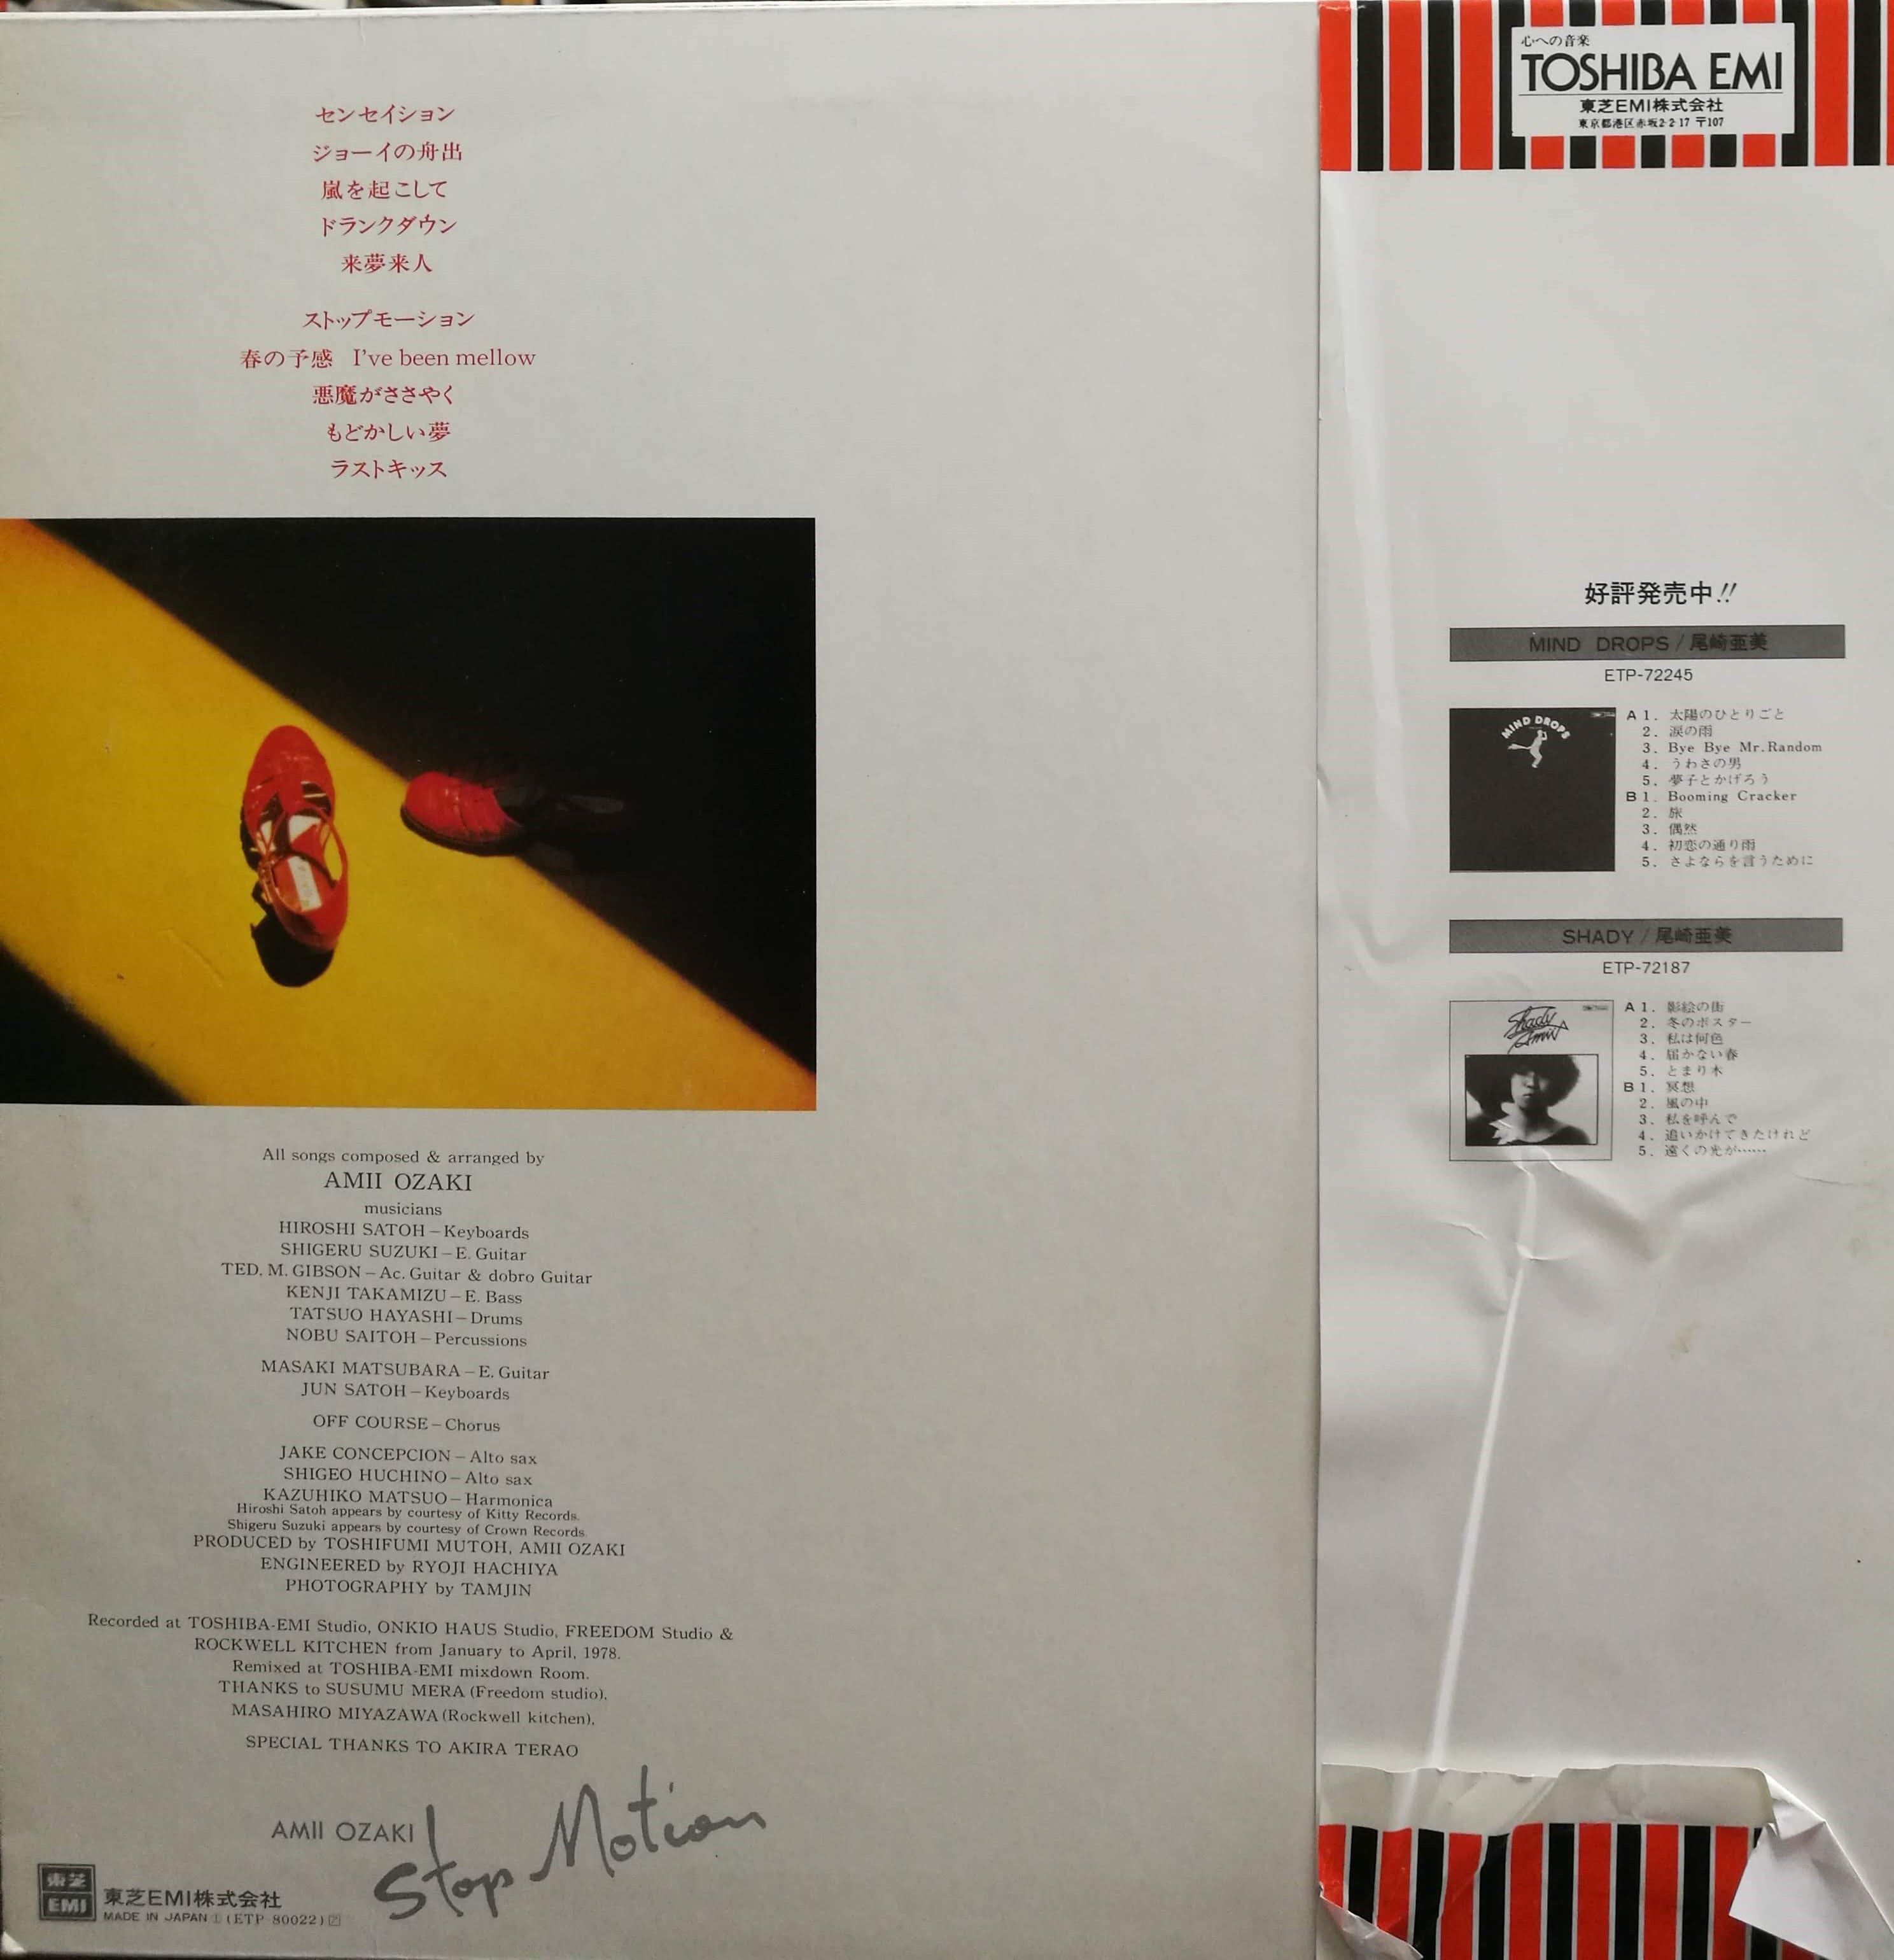 センセイション
ジョーイの舟出
嵐を起こして
ドランクダウン
来夢来人
ストップモーション
春の予感 I've been mellow
悪魔がささやく
もどかしい夢
ラストキッス
All songs composed & arranged by
AMII OZAKI
musicians
HIROSHI SATOH – Keyboards
SHIGERU SUZUKI – E. Guitar
TED. M. GIBSON – Ac. Guitar & dobro Guitar
KENJI TAKAMIZU – E. Bass
TATSUO HAYASHI – Drums
NOBU SAITOH – Percussions
MASAKI MATSUBARA – E. Guitar
JUN SATOH – Keyboards
OFF COURSE – Chorus
JAKE CONCEPCION – Alto sax
SHIGEO HUCHINO – Alto sax
KAZUHIKO MATSUO – Harmonica
Hiroshi Satoh appears by courtesy of Kitty Records.
Shigeru Suzuki appears by courtesy of Crown Records.
PRODUCED by TOSHIFUMI MUTOH, AMII OZAKI
ENGINEERED by RYOJI HACHIYA
PHOTOGRAPHY by TAMJIN
Recorded at TOSHIBA-EMI Studio, ONKIO HAUS Studio, FREEDOM Studio &
ROCKWELL KITCHEN from January to April, 1978.
Remixed at TOSHIBA-EMI mixdown Room.
THANKS to SUSUMU MERA (Freedom studio),
MASAHIRO MIYAZAWA (Rockwell kitchen),
SPECIAL THANKS TO AKIRA TERAO
AMII OZAKI
Stop Motion
東芝
EMI
東芝EMI株式会社
MADE IN JAPAN (ETP-80022)
心への音楽
TOSHIBA EMI
東芝EMI株式会社
東京都港区赤坂2-2-17 〒107
好評発売中!!
MIND DROPS / 尾崎亜美
ETP-72245
MIND DROPS
A 1. 太陽のひとりごと
2. 涙の雨
3. Bye Bye Mr.Random
4. うわさの男
5. 夢子とかげろう
B 1. Booming Cracker
2. 旅
3. 偶然
4. 初恋の通り雨
5. さよならを言うために
SHADY / 尾崎亜美
ETP-72187
Shady
Amii
A 1. 影絵の街
2. 冬のポスター
3. 私は何色
4. 届かない春
5. とまり木
B 1. 冥想
2. 風の中
3. 私を呼んで
4. 追いかけてきたけれど
5. 遠くの光が……